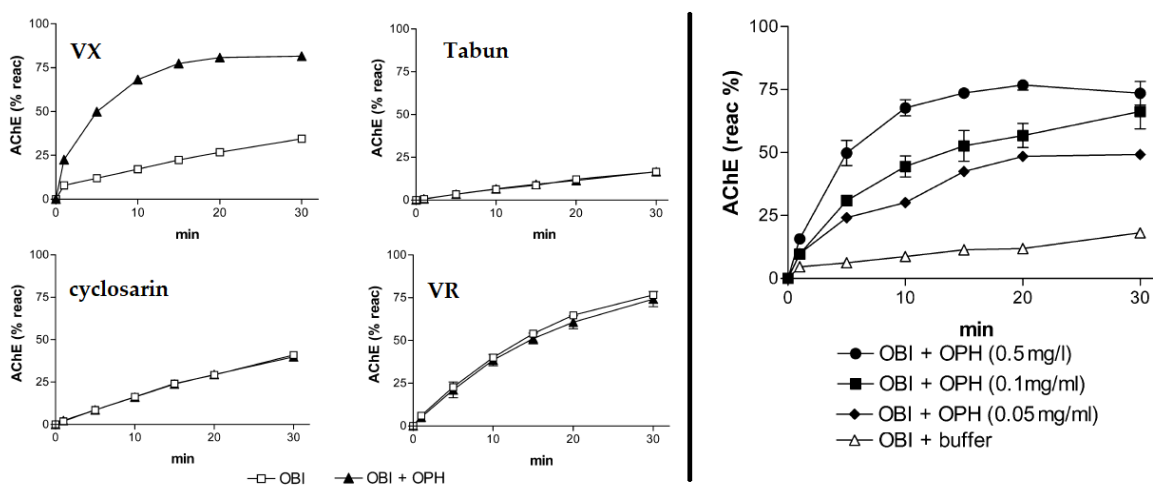 VX
AChE (% reac)
100
75
50
25
0
0 10 20 30
min
Tabun
AChE (% reac)
100
75
50
25
0
0 10 20 30
min
cyclosarin
AChE (% reac)
100
75
50
25
0
0 10 20 30
min
VR
AChE (% reac)
100
75
50
25
0
0 10 20 30
min
OBI OBI + OPH
AChE (reac %)
100
75
50
25
0
0 10 20 30
min
OBI + OPH (0.5 mg/l)
OBI + OPH (0.1mg/ml)
OBI + OPH (0.05 mg/ml)
OBI + buffer